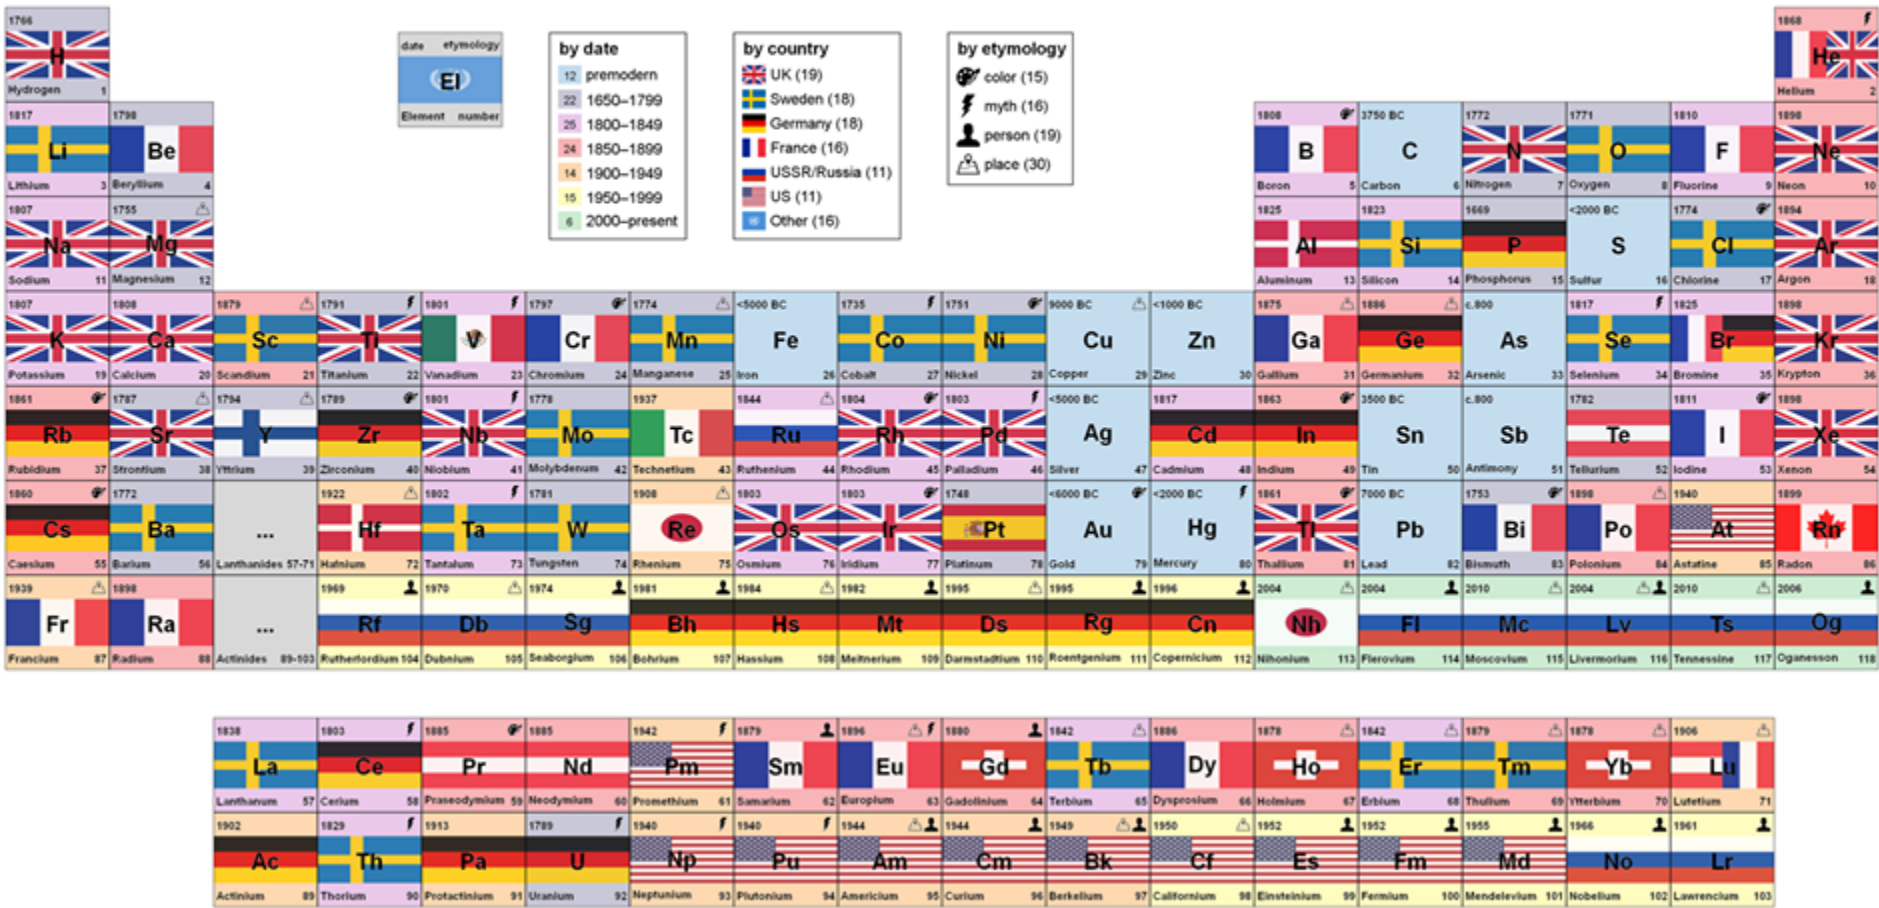 1766
H
Hydrogen 1
date etymology
El
Element number
by date
12 premodern
22 1650–1799
25 1800–1849
24 1850–1899
14 1900–1949
15 1950–1999
6 2000–present
by country
UK (19)
Sweden (18)
Germany (18)
France (16)
USSR/Russia (11)
US (11)
Other (16)
by etymology
color (15)
myth (16)
person (19)
place (30)
1868
He
Helium 2
1817 1798
Li Be
Lithium 3 Beryllium 4
1808 3750 BC 1772 1771 1810 1898
B C N O F Ne
Boron 5 Carbon 6 Nitrogen 7 Oxygen 8 Fluorine 9 Neon 10
1807 1755
Na Mg
Sodium 11 Magnesium 12
1825 1823 1669 <2000 BC 1774 1894
Al Si P S Cl Ar
Aluminum 13 Silicon 14 Phosphorus 15 Sulfur 16 Chlorine 17 Argon 18
1807 1808 1879 1791 1801 1797 1774 <5000 BC 1735 1751 9000 BC <1000 BC 1875 1886 c.800 1817 1825 1898
K Ca Sc Ti V Cr Mn Fe Co Ni Cu Zn Ga Ge As Se Br Kr
Potassium 19 Calcium 20 Scandium 21 Titanium 22 Vanadium 23 Chromium 24 Manganese 25 Iron 26 Cobalt 27 Nickel 28 Copper 29 Zinc 30 Gallium 31 Germanium 32 Arsenic 33 Selenium 34 Bromine 35 Krypton 36
1861 1787 1794 1789 1801 1778 1937 1844 1804 1803 <5000 BC 1817 1863 3500 BC c.800 1782 1811 1898
Rb Sr Y Zr Nb Mo Tc Ru Rh Pd Ag Cd In Sn Sb Te I Xe
Rubidium 37 Strontium 38 Yttrium 39 Zirconium 40 Niobium 41 Molybdenum 42 Technetium 43 Ruthenium 44 Rhodium 45 Palladium 46 Silver 47 Cadmium 48 Indium 49 Tin 50 Antimony 51 Tellurium 52 Iodine 53 Xenon 54
1860 1772 1922 1802 1781 1908 1803 1803 1748 <6000 BC <2000 BC 1861 7000 BC 1753 1898 1940 1899
Cs Ba ... Hf Ta W Re Os Ir Pt Au Hg Tl Pb Bi Po At Rn
Caesium 55 Barium 56 Lanthanides 57-71 Hafnium 72 Tantalum 73 Tungsten 74 Rhenium 75 Osmium 76 Iridium 77 Platinum 78 Gold 79 Mercury 80 Thallium 81 Lead 82 Bismuth 83 Polonium 84 Astatine 85 Radon 86
1939 1898 1969 1970 1974 1981 1984 1982 1995 1995 1996 2004 2004 2010 2004 2010 2006
Fr Ra ... Rf Db Sg Bh Hs Mt Ds Rg Cn Nh Fl Mc Lv Ts Og
Francium 87 Radium 88 Actinides 89-103 Rutherfordium 104 Dubnium 105 Seaborgium 106 Bohrium 107 Hassium 108 Meitnerium 109 Darmstadtium 110 Roentgenium 111 Copernicium 112 Nihonium 113 Flerovium 114 Moscovium 115 Livermorium 116 Tennessine 117 Oganesson 118
1838 1803 1885 1885 1942 1879 1896 1880 1842 1886 1878 1842 1879 1878 1906
La Ce Pr Nd Pm Sm Eu Gd Tb Dy Ho Er Tm Yb Lu
Lanthanum 57 Cerium 58 Praseodymium 59 Neodymium 60 Promethium 61 Samarium 62 Europium 63 Gadolinium 64 Terbium 65 Dysprosium 66 Holmium 67 Erbium 68 Thulium 69 Ytterbium 70 Lutetium 71
1902 1829 1913 1789 1940 1940 1944 1944 1949 1950 1952 1952 1955 1966 1961
Ac Th Pa U Np Pu Am Cm Bk Cf Es Fm Md No Lr
Actinium 89 Thorium 90 Protactinium 91 Uranium 92 Neptunium 93 Plutonium 94 Americium 95 Curium 96 Berkelium 97 Californium 98 Einsteinium 99 Fermium 100 Mendelevium 101 Nobelium 102 Lawrencium 103